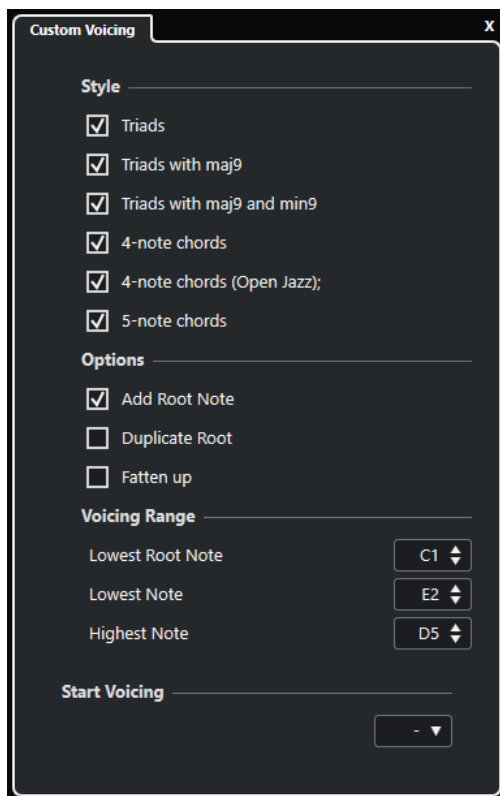 Custom Voicing X
Style
Triads
Triads with maj9
Triads with maj9 and min9
4-note chords
4-note chords (Open Jazz);
5-note chords
Options
Add Root Note
Duplicate Root
Fatten up
Voicing Range
Lowest Root Note C1
Lowest Note E2
Highest Note D5
Start Voicing
-